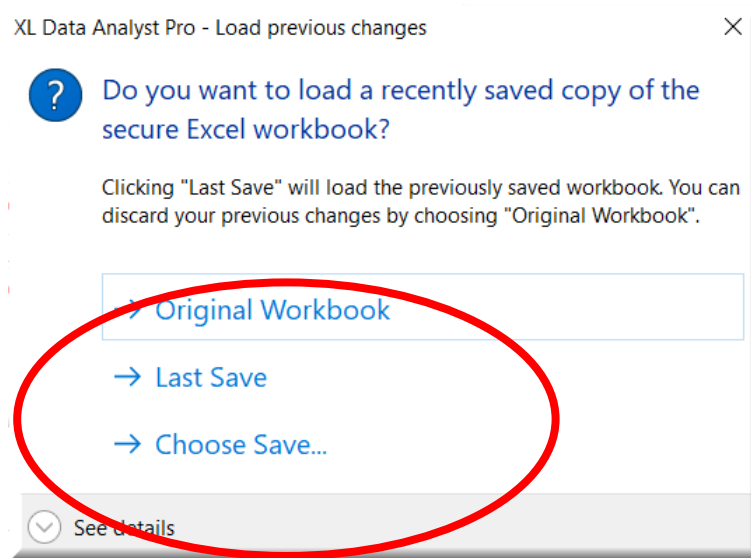 XL Data Analyst Pro - Load previous changes
Do you want to load a recently saved copy of the
secure Excel workbook?
Clicking "Last Save" will load the previously saved workbook. You can
discard your previous changes by choosing "Original Workbook".
→ Original Workbook
→ Last Save
→ Choose Save...
See details